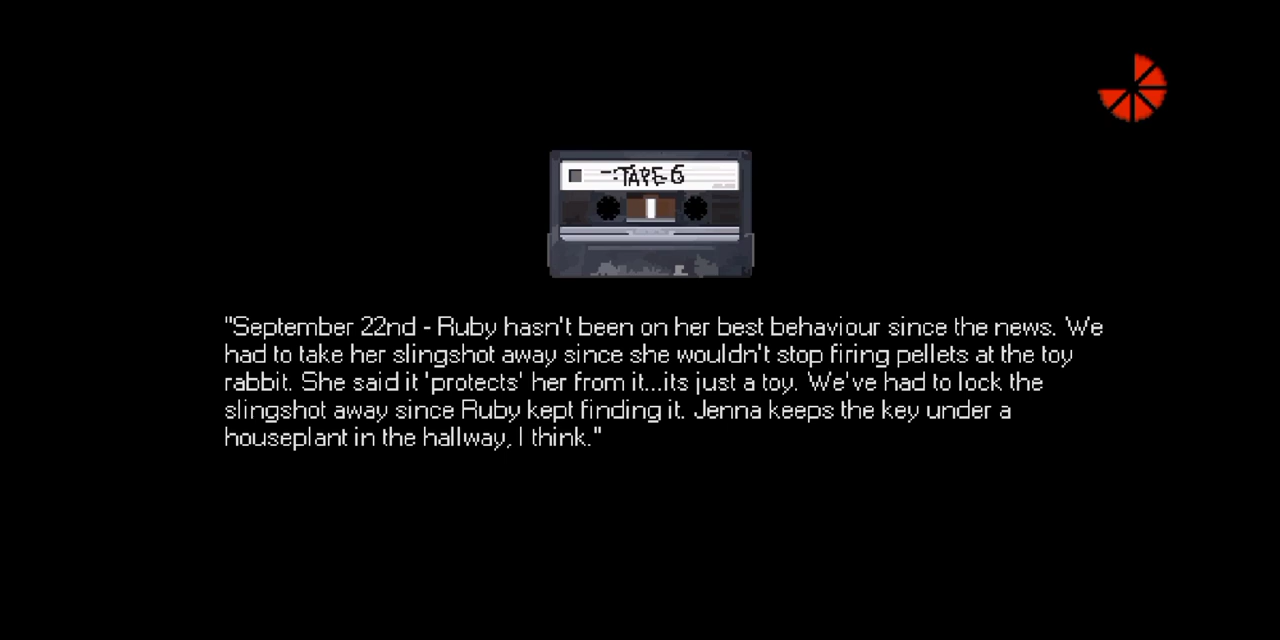 -:TAPE 6
"September 22nd - Ruby hasn't been on her best behaviour since the news. We
had to take her slingshot away since she wouldn't stop firing pellets at the toy
rabbit. She said it 'protects' her from it...its just a toy. We've had to lock the
slingshot away since Ruby kept finding it. Jenna keeps the key under a
houseplant in the hallway, I think."